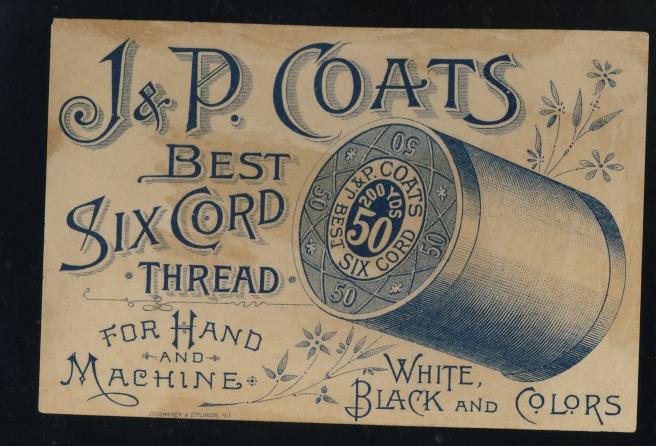 J & P. COATS
BEST
SIX CORD
THREAD
FOR HAND
AND
MACHINE
50
50
50
50
J. & P. COATS
200 YDS
50
BEST SIX CORD
WHITE,
BLACK AND COLORS